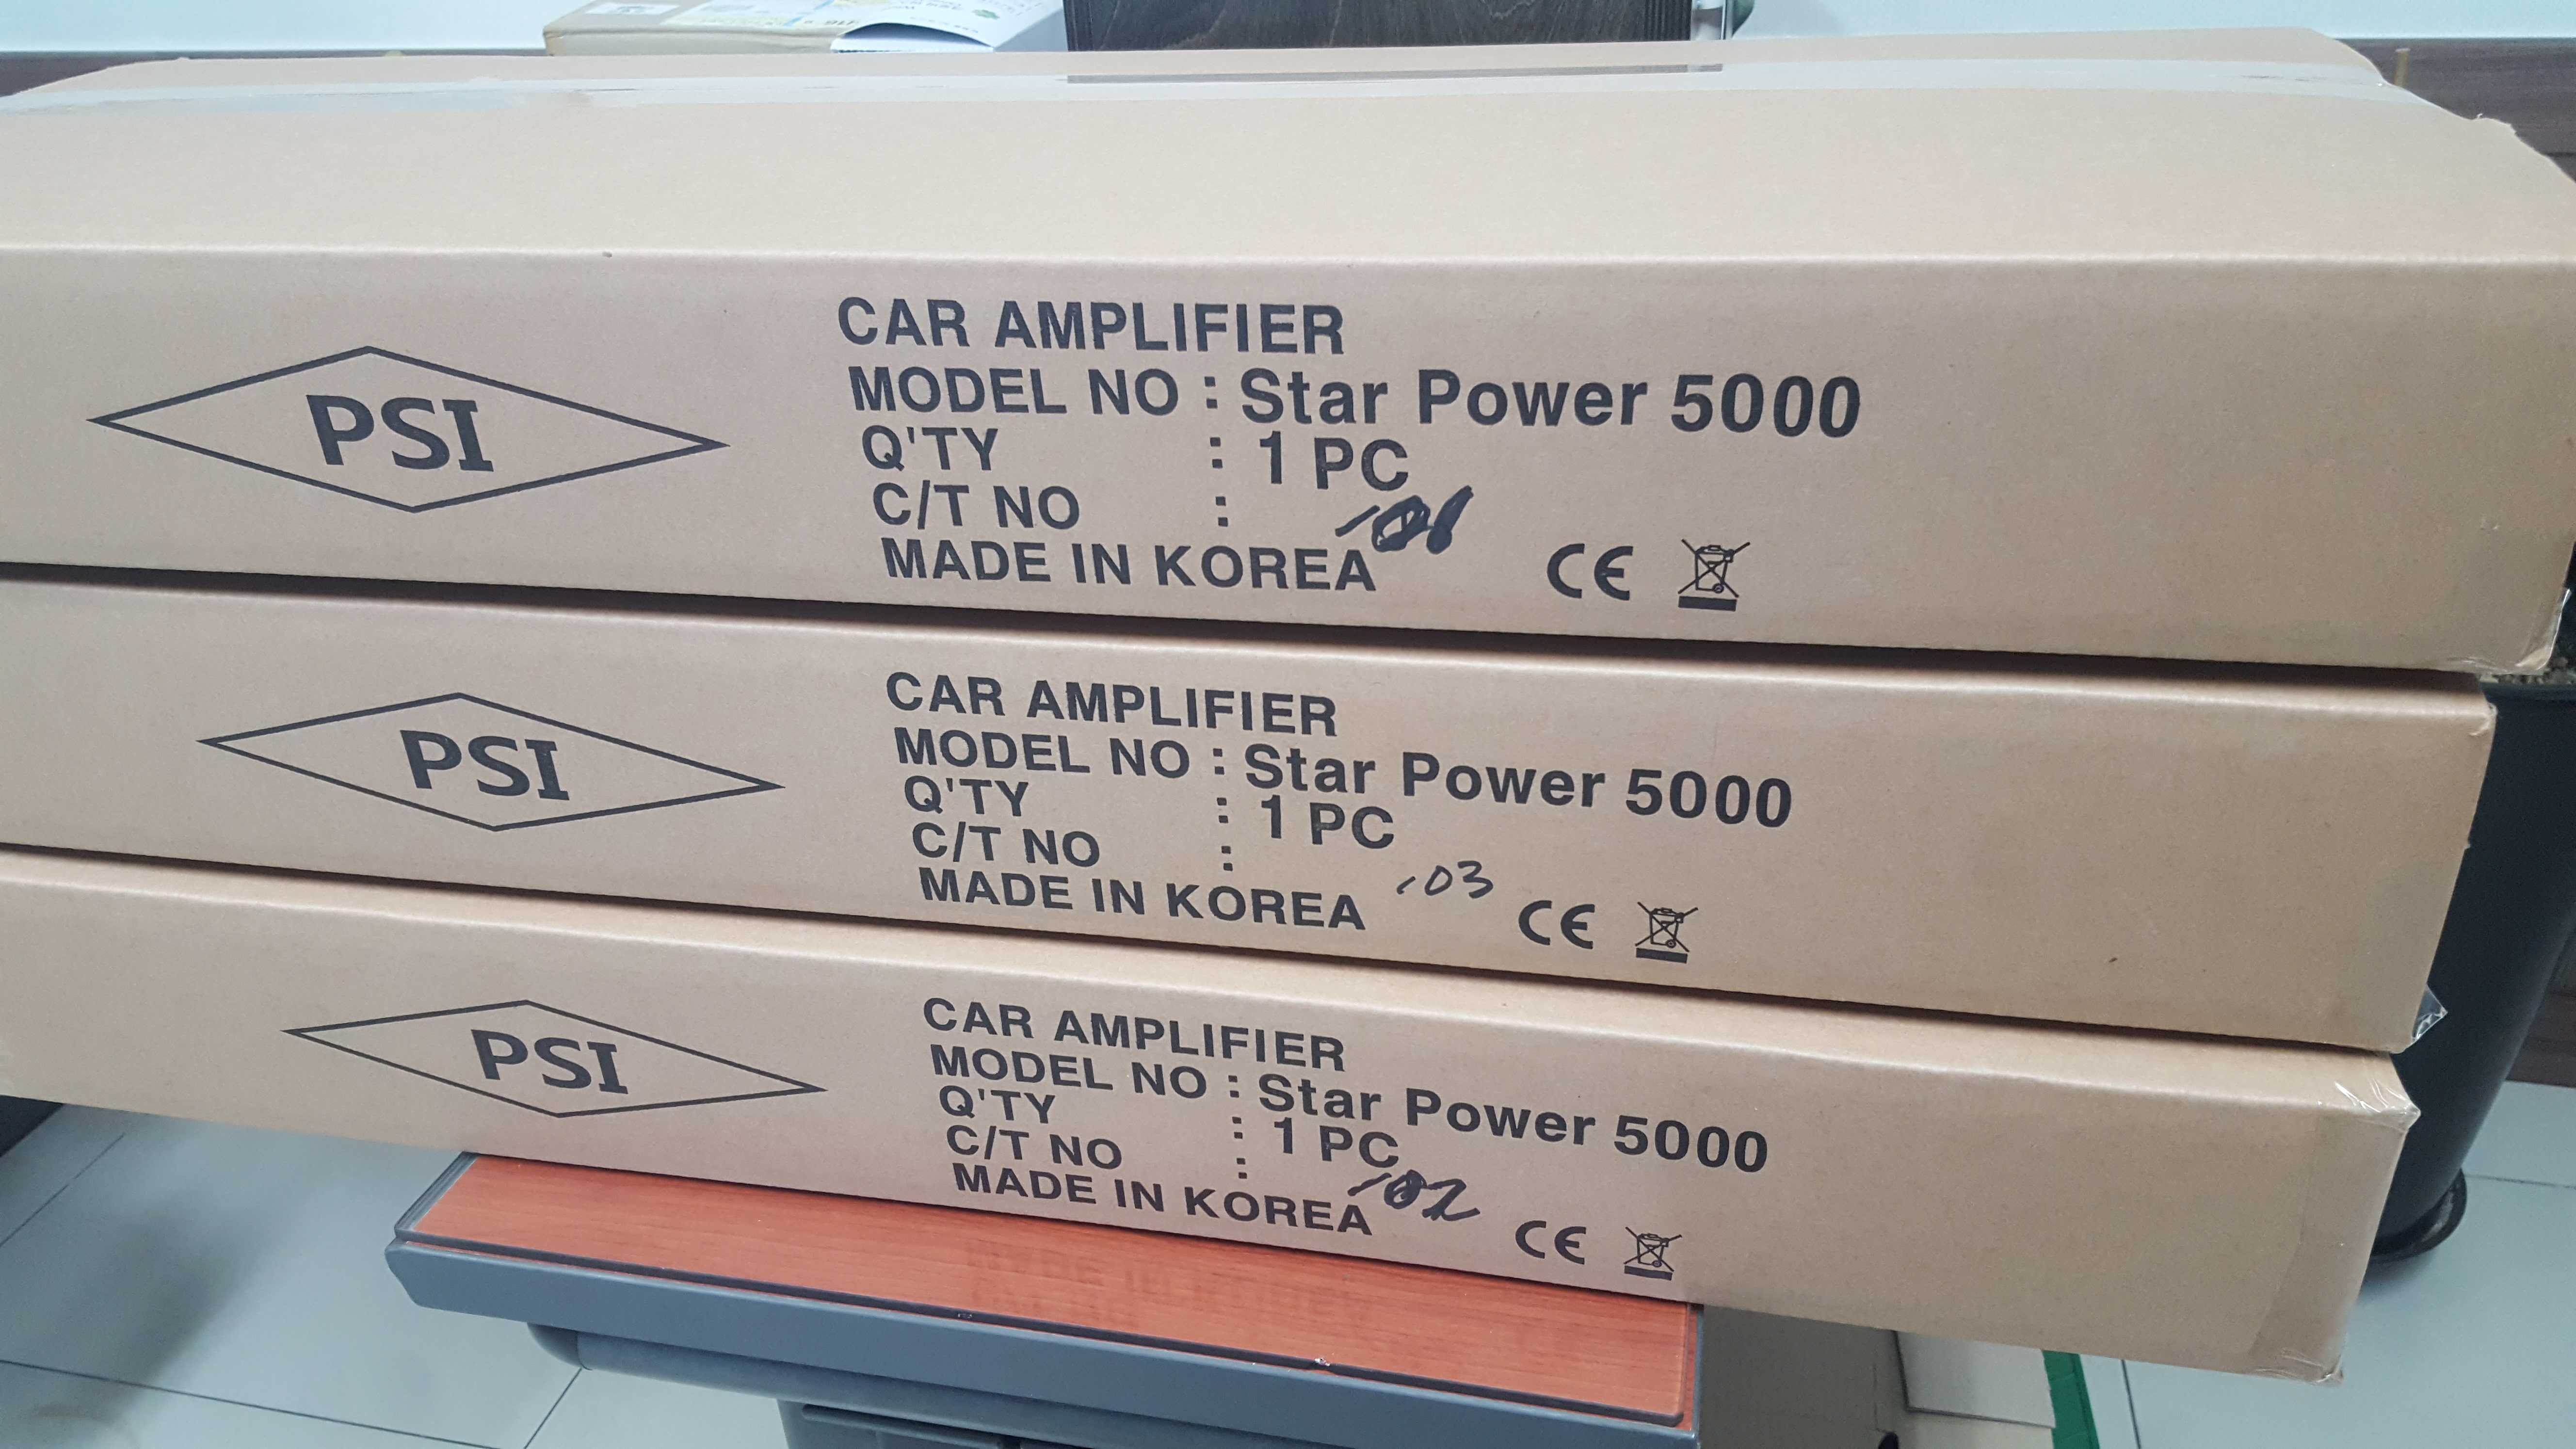 PSI
CAR AMPLIFIER
MODEL NO : Star Power 5000
Q'TY : 1 PC
C/T NO :
MADE IN KOREA CE
PSI
CAR AMPLIFIER
MODEL NO : Star Power 5000
Q'TY : 1 PC
C/T NO :
-03
MADE IN KOREA CE
PSI
CAR AMPLIFIER
MODEL NO : Star Power 5000
Q'TY : 1 PC
C/T NO :
-02
MADE IN KOREA CE